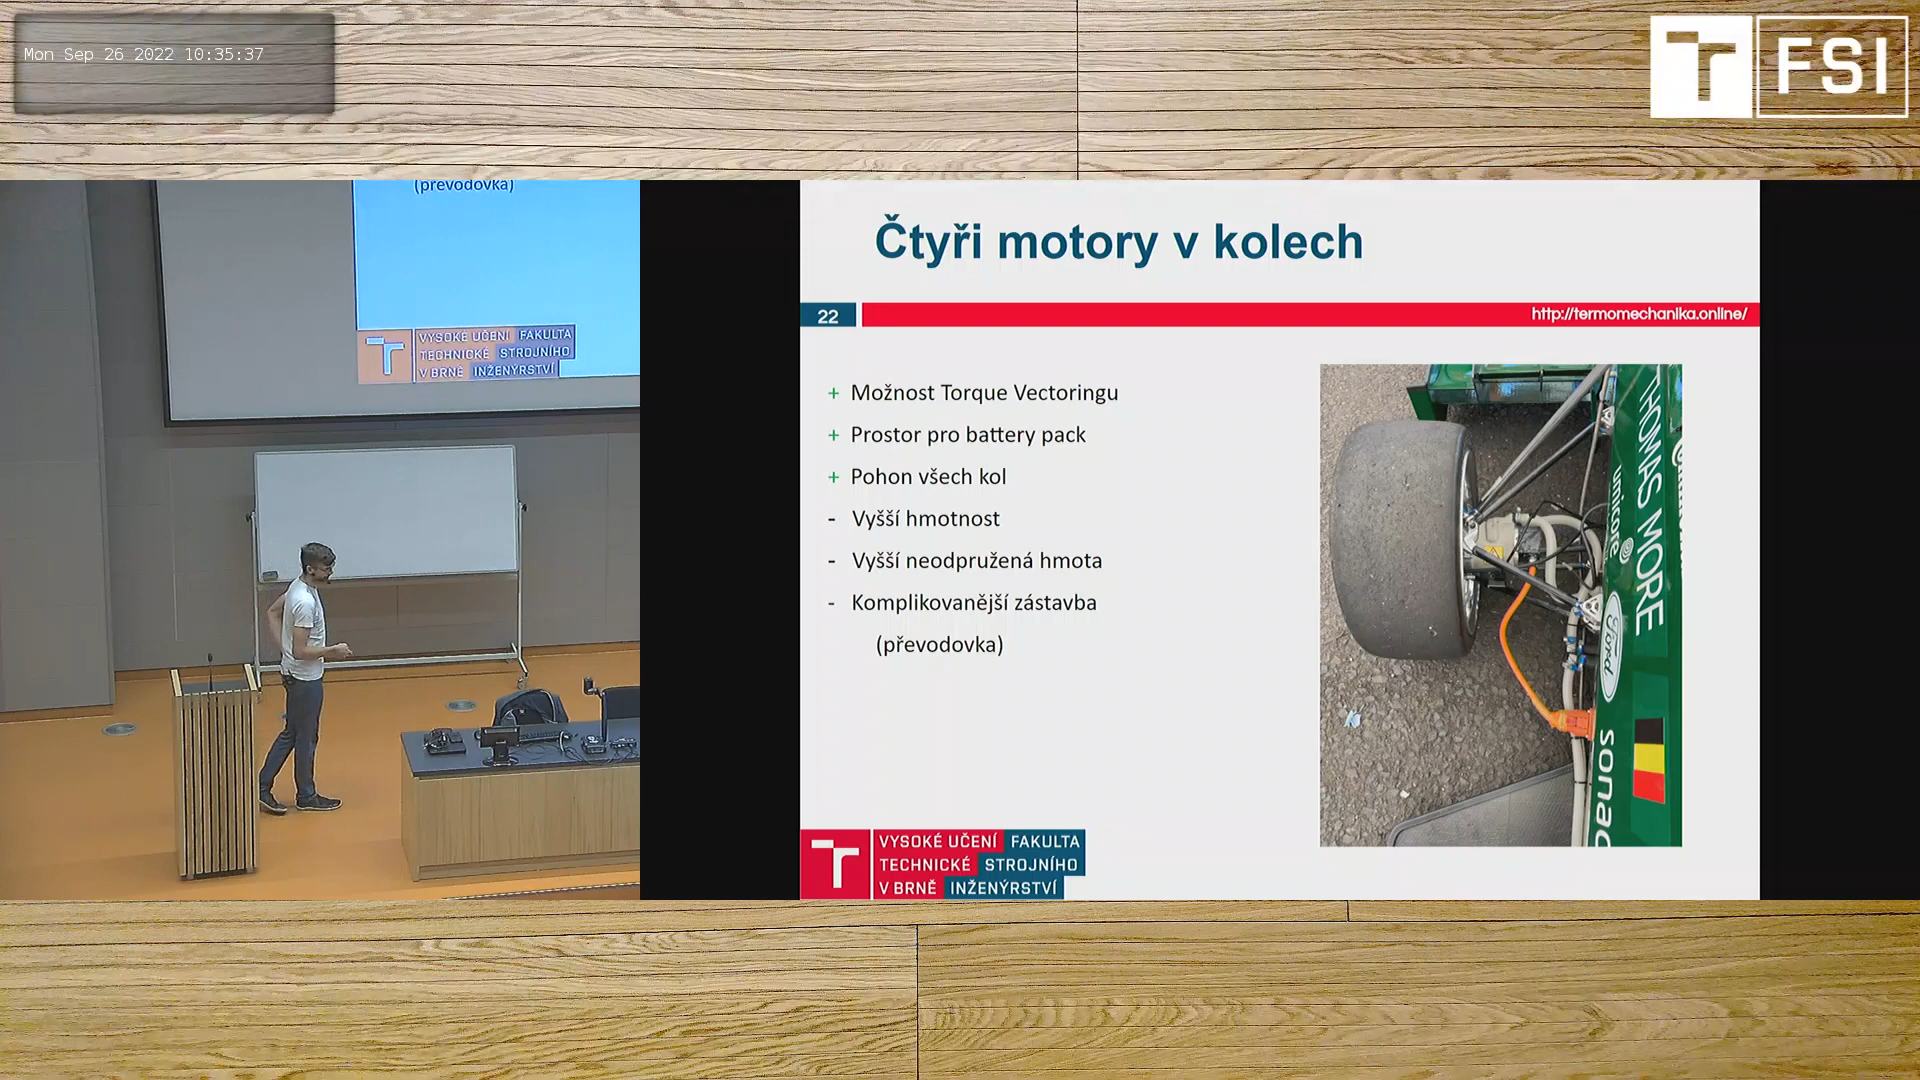 Mon Sep 26 2022 10:35:37
FSI
(převodovka)
VYSOKÉ UČENÍ FAKULTA
TECHNICKÉ STROJNÍHO
V BRNĚ INŽENÝRSTVÍ
Čtyři motory v kolech
22
http://termomechanika.online/
+ Možnost Torque Vectoringu
+ Prostor pro battery pack
+ Pohon všech kol
- Vyšší hmotnost
- Vyšší neodpružená hmota
- Komplikovanější zástavba
(převodovka)
THOMAS MORE
umicore
Ford
VYSOKÉ UČENÍ FAKULTA
TECHNICKÉ STROJNÍHO
V BRNĚ INŽENÝRSTVÍ